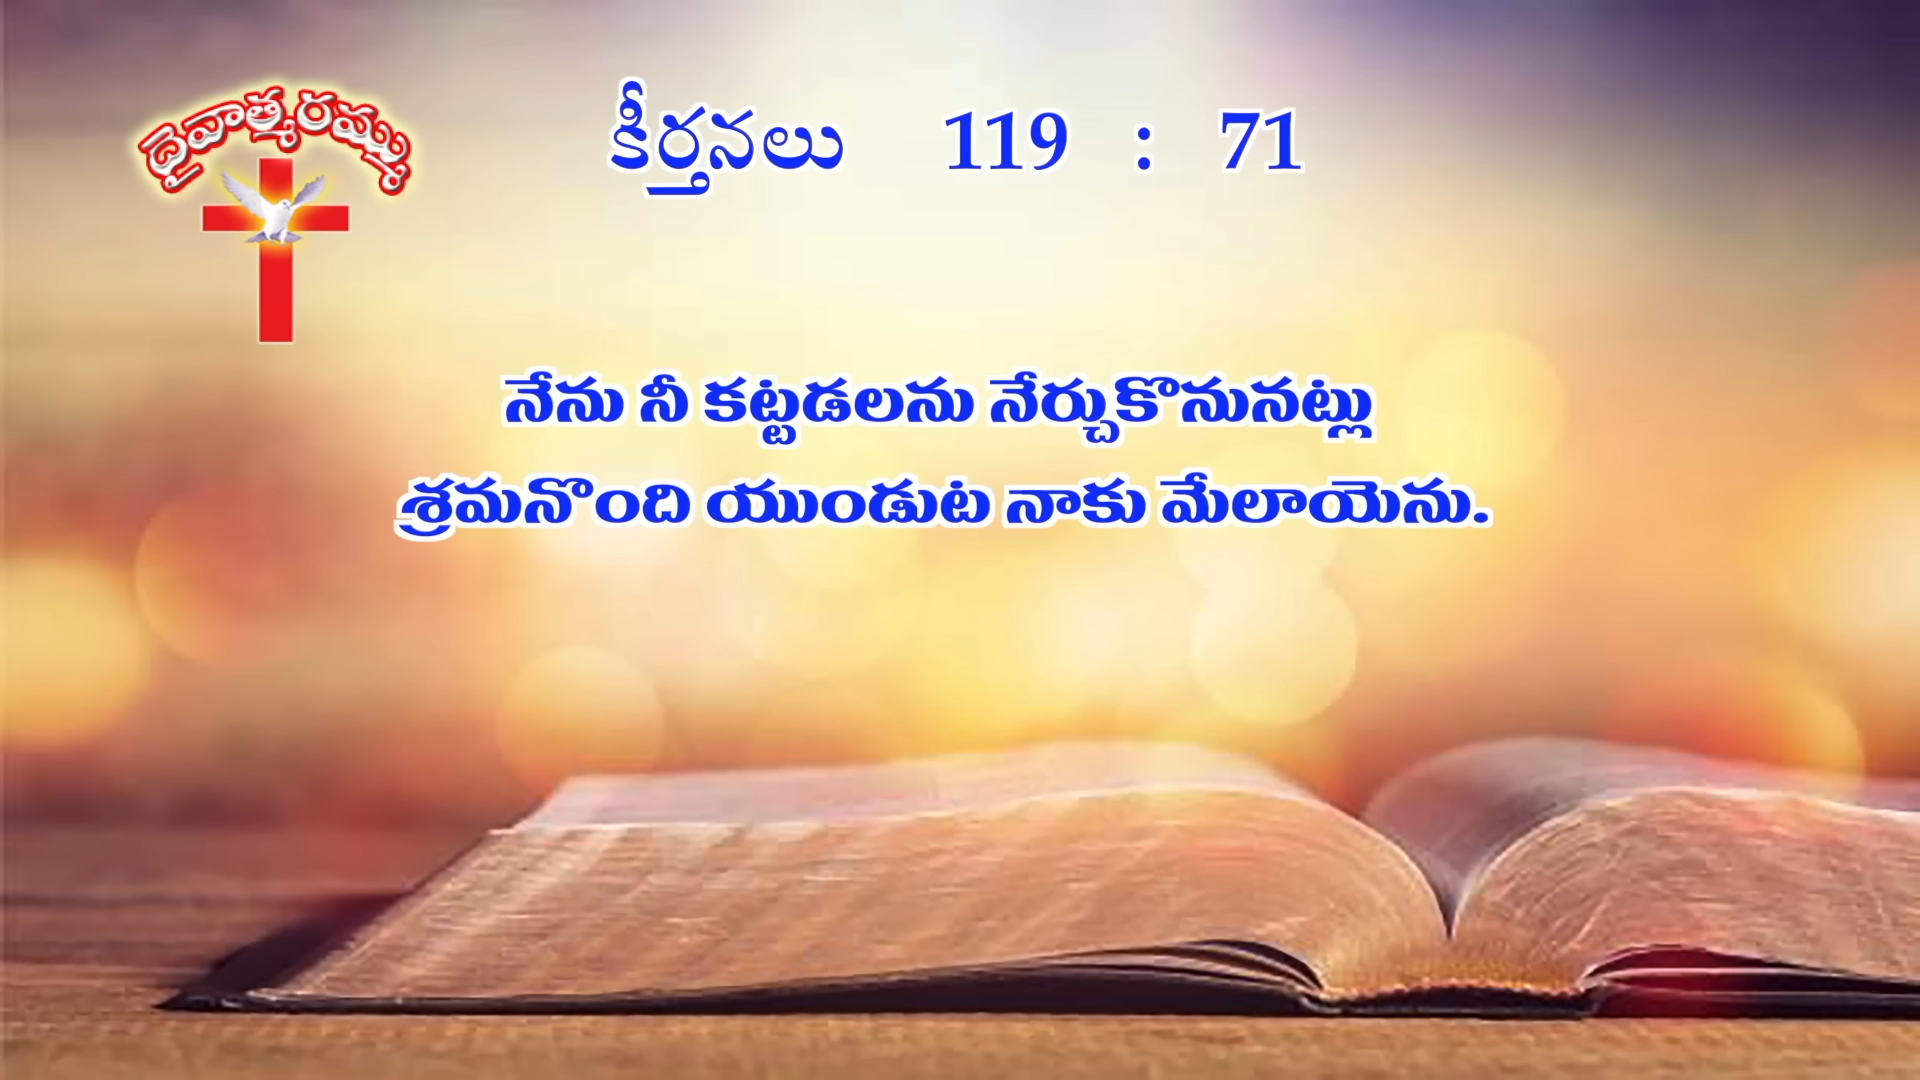 దైవాత్మరమ్ము
కీర్తనలు 119 : 71
నేను నీ కట్టడలను నేర్చుకొనునట్లు
శ్రమనొంది యుండుట నాకు మేలాయెను.